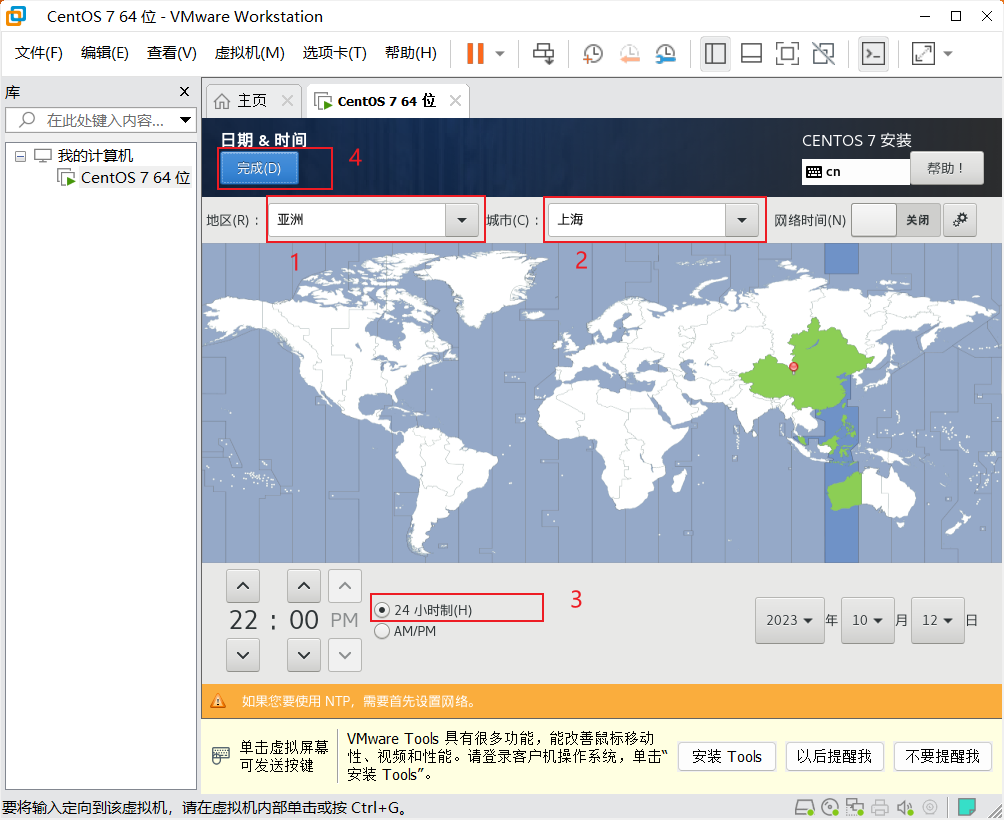 CentOS 7 64 位 - VMware Workstation
文件(F) 编辑(E) 查看(V) 虚拟机(M) 选项卡(T) 帮助(H)
库
在此处键入内容...
我的计算机
CentOS 7 64 位
主页 CentOS 7 64 位
日期 & 时间
完成(D) 4
CENTOS 7 安装
cn 帮助！
地区(R)： 亚洲 城市(C)： 上海 网络时间(N) 关闭
1 2
22 : 00 PM
24 小时制(H) 3
AM/PM
2023 年 10 月 12 日
如果您要使用 NTP，需要首先设置网络。
单击虚拟屏幕
可发送按键
VMware Tools 具有很多功能，能改善鼠标移动
性、视频和性能。请登录客户机操作系统，单击“
安装 Tools”。
安装 Tools 以后提醒我 不要提醒我
要将输入定向到该虚拟机，请在虚拟机内部单击或按 Ctrl+G。